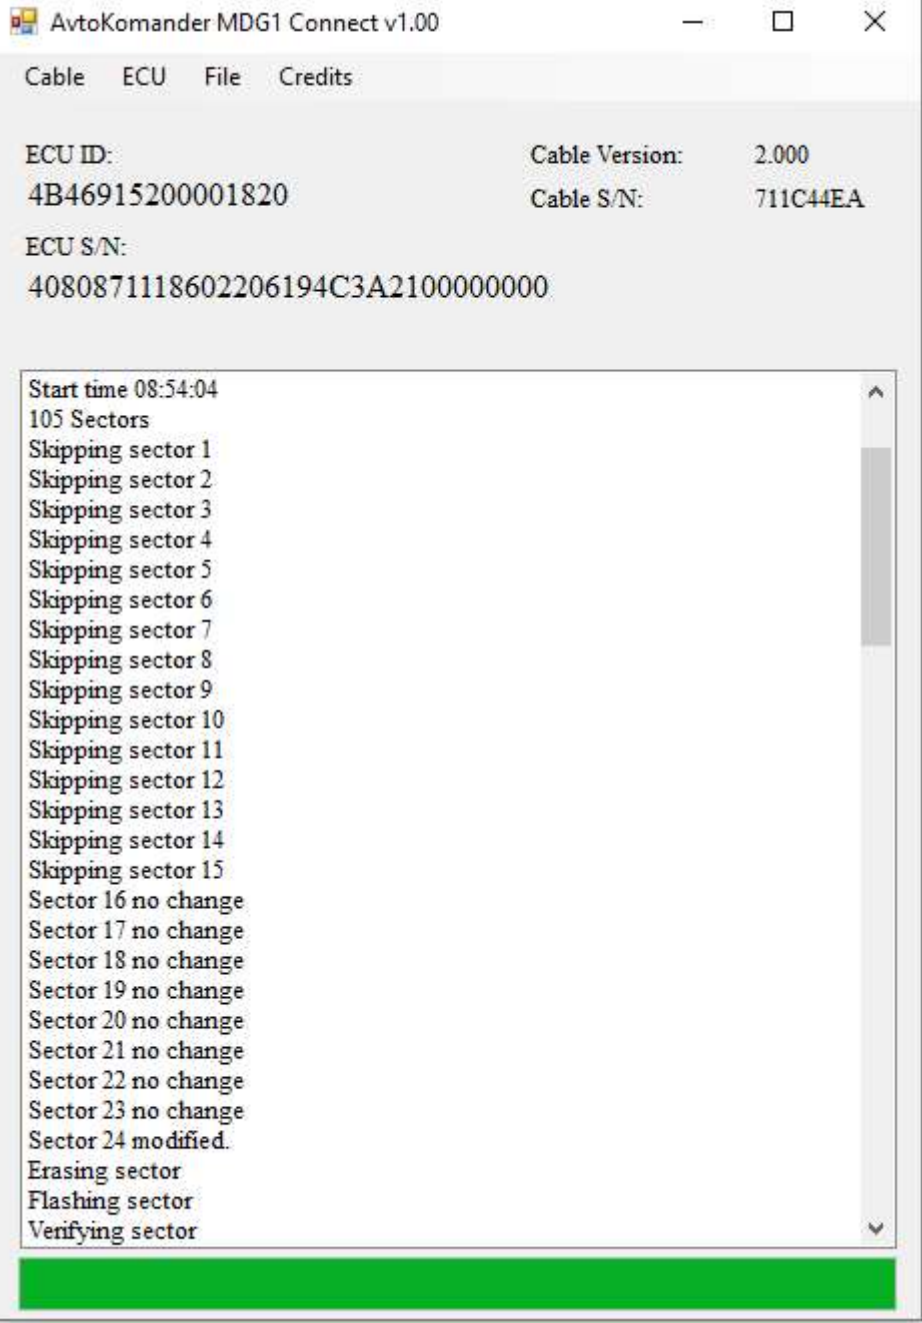 AvtoKomander MDG1 Connect v1.00
Cable ECU File Credits
ECU ID:
4B46915200001820
Cable Version: 2.000
Cable S/N: 711C44EA
ECU S/N:
4080871118602206194C3A2100000000
Start time 08:54:04
105 Sectors
Skipping sector 1
Skipping sector 2
Skipping sector 3
Skipping sector 4
Skipping sector 5
Skipping sector 6
Skipping sector 7
Skipping sector 8
Skipping sector 9
Skipping sector 10
Skipping sector 11
Skipping sector 12
Skipping sector 13
Skipping sector 14
Skipping sector 15
Sector 16 no change
Sector 17 no change
Sector 18 no change
Sector 19 no change
Sector 20 no change
Sector 21 no change
Sector 22 no change
Sector 23 no change
Sector 24 modified.
Erasing sector
Flashing sector
Verifying sector